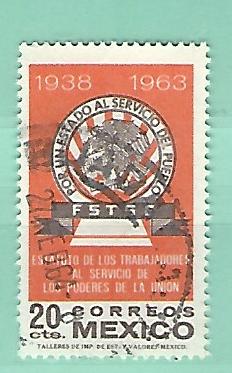 1938 1963
POR UN ESTADO AL SERVICIO DEL PUEBLO
F S T S E
ESTATUTO DE LOS TRABAJADORES
AL SERVICIO DE
LOS PODERES DE LA UNION
20 CORREOS
cts. MEXICO
TALLERES DE IMP. DE EST. Y VALORES. MEXICO.